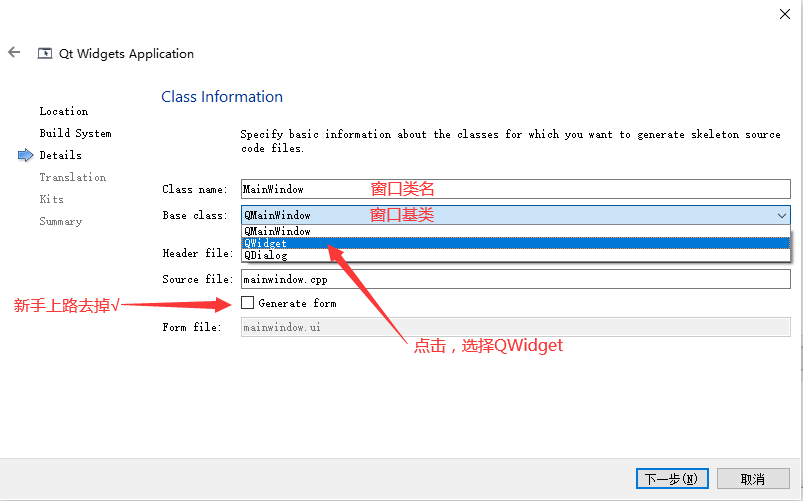 Qt Widgets Application
Class Information
Location
Build System
Details
Translation
Kits
Summary
Specify basic information about the classes for which you want to generate skeleton source
code files.
Class name: MainWindow 窗口类名
Base class: QMainWindow 窗口基类
QMainWindow
QWidget
QDialog
Header file:
Source file: mainwindow.cpp
新手上路去掉√
Generate form
Form file: mainwindow.ui
点击，选择QWidget
下一步(N)
取消